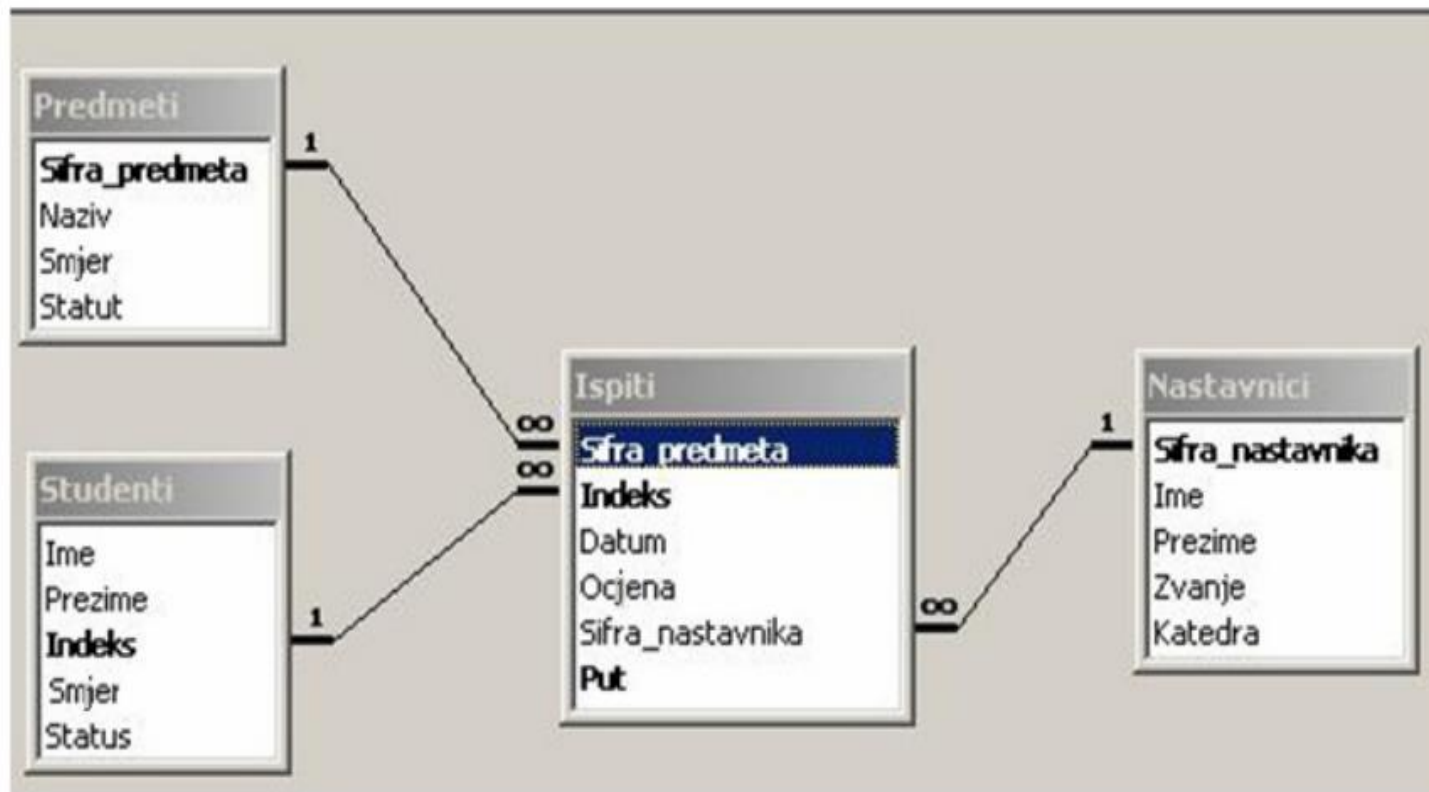 Predmeti
1
Sifra_predmeta
Naziv
Smjer
Statut
Studenti
Ime
Prezime
Indeks
Smjer
Status
1
∞
∞
Ispiti
Sifra_predmeta
Indeks
Datum
Ocjena
Sifra_nastavnika
Put
∞
1
Nastavnici
Sifra_nastavnika
Ime
Prezime
Zvanje
Katedra